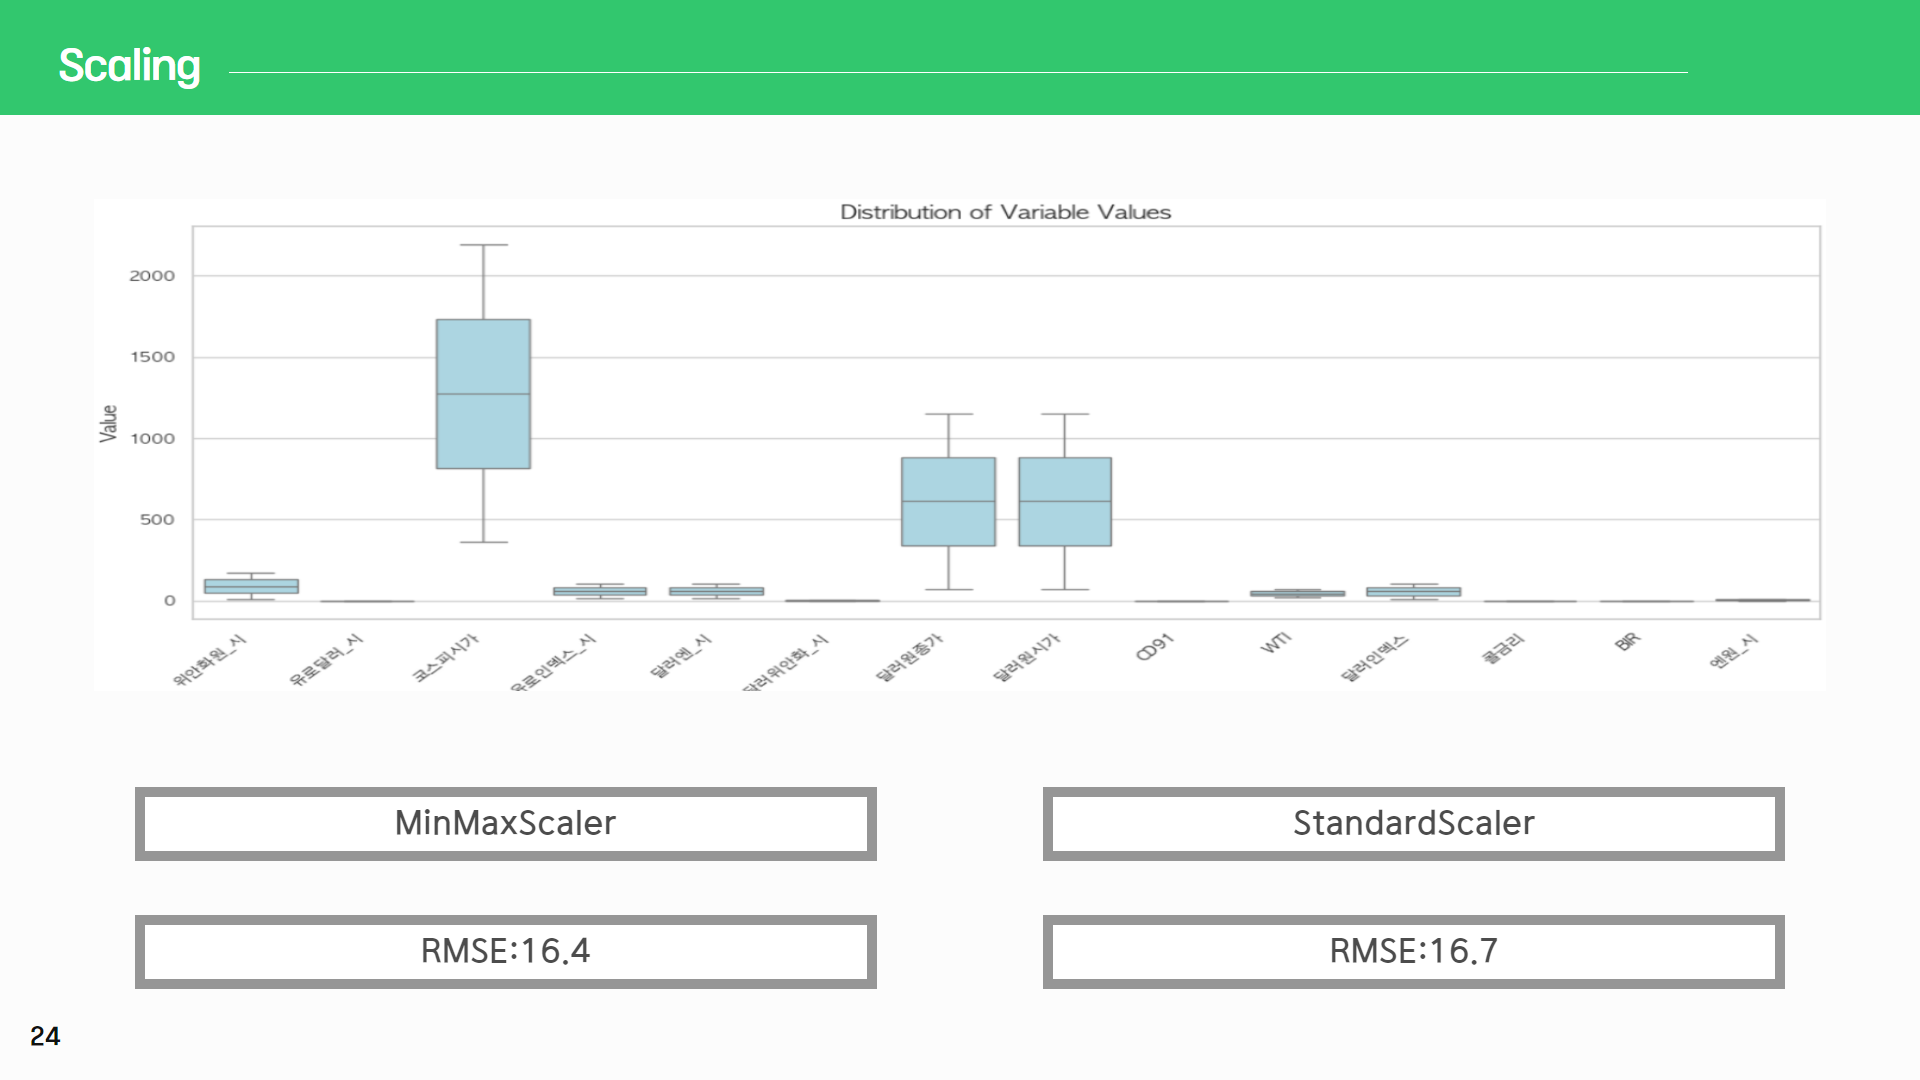 Scaling
Distribution of Variable Values
Value
2000
1500
1000
500
0
위안화원_시
유로달러_시
코스피시가
유로인덱스_시
달러엔_시
달러위안화_시
달러원종가
달러원시가
CD91
WTI
달러인덱스
콜금리
BIR
엔원_시
MinMaxScaler
StandardScaler
RMSE:16.4
RMSE:16.7
24